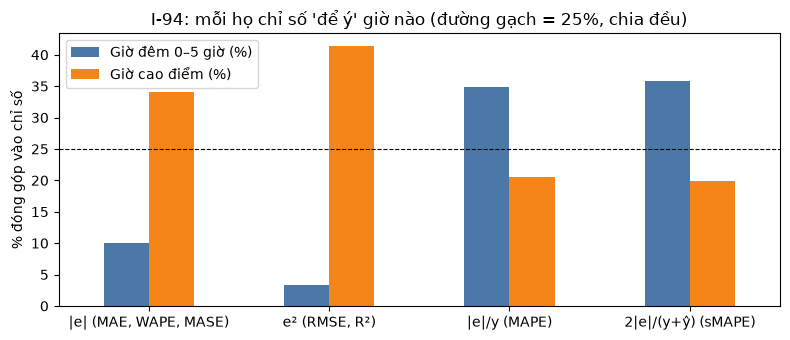 I-94: mỗi họ chỉ số 'để ý' giờ nào (đường gạch = 25%, chia đều)
% đóng góp vào chỉ số
40
35
30
25
20
15
10
5
0
Giờ đêm 0–5 giờ (%)
Giờ cao điểm (%)
|e| (MAE, WAPE, MASE)
e² (RMSE, R²)
|e|/y (MAPE)
2|e|/(y+ŷ) (sMAPE)